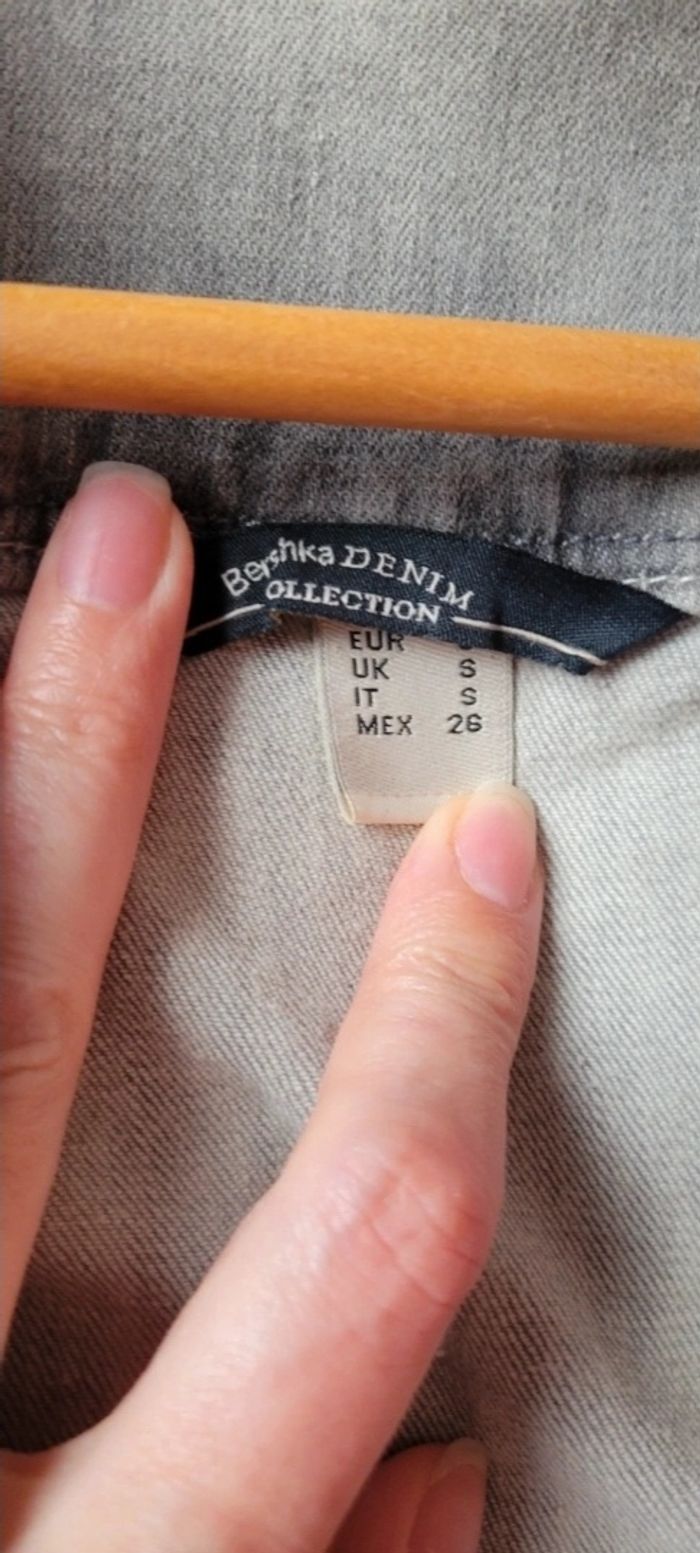 Bershka DENIM
OLLECTION
EUR
UK S
IT S
MEX 26